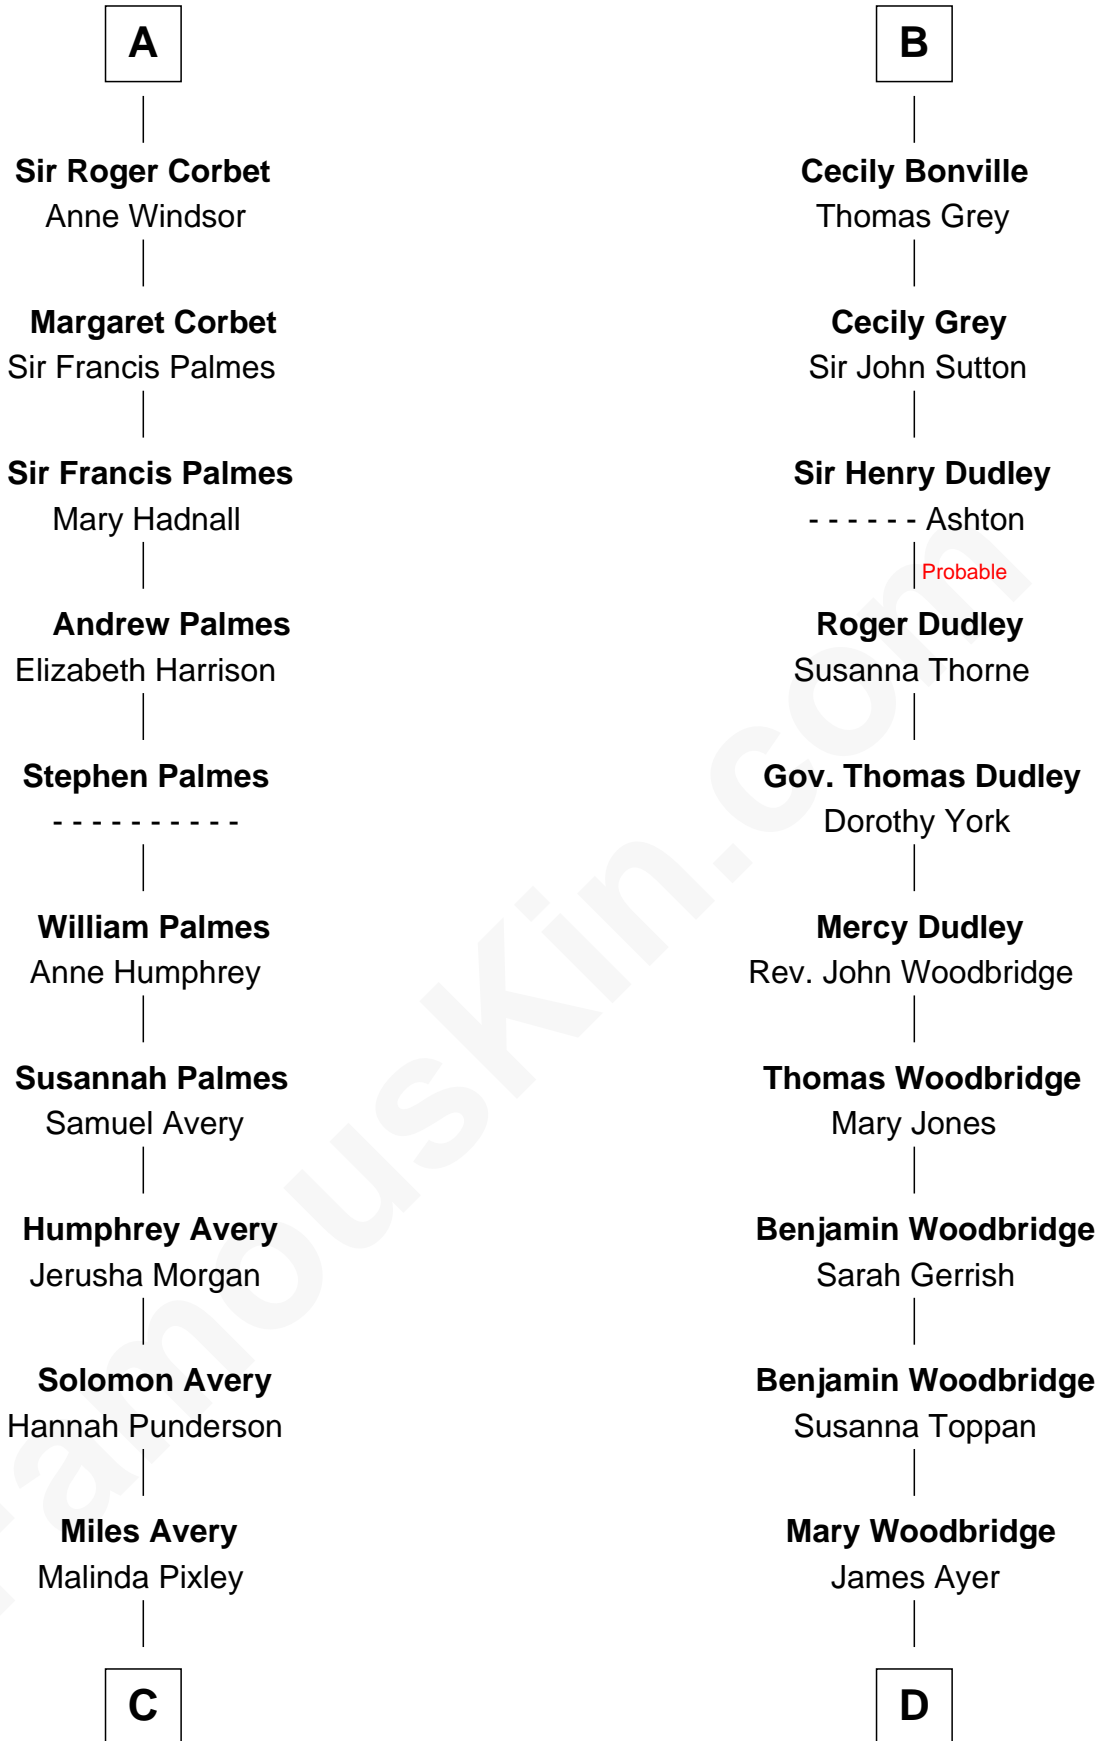 A
Sir Roger Corbet
Anne Windsor
Margaret Corbet
Sir Francis Palmes
Sir Francis Palmes
Mary Hadnall
Andrew Palmes
Elizabeth Harrison
Stephen Palmes
- - - - - - - - - -
William Palmes
Anne Humphrey
Susannah Palmes
Samuel Avery
Humphrey Avery
Jerusha Morgan
Solomon Avery
Hannah Punderson
Miles Avery
Malinda Pixley
C
B
Cecily Bonville
Thomas Grey
Cecily Grey
Sir John Sutton
Sir Henry Dudley
- - - - - - Ashton
Probable
Roger Dudley
Susanna Thorne
Gov. Thomas Dudley
Dorothy York
Mercy Dudley
Rev. John Woodbridge
Thomas Woodbridge
Mary Jones
Benjamin Woodbridge
Sarah Gerrish
Benjamin Woodbridge
Susanna Toppan
Mary Woodbridge
James Ayer
D
FamousKin.com